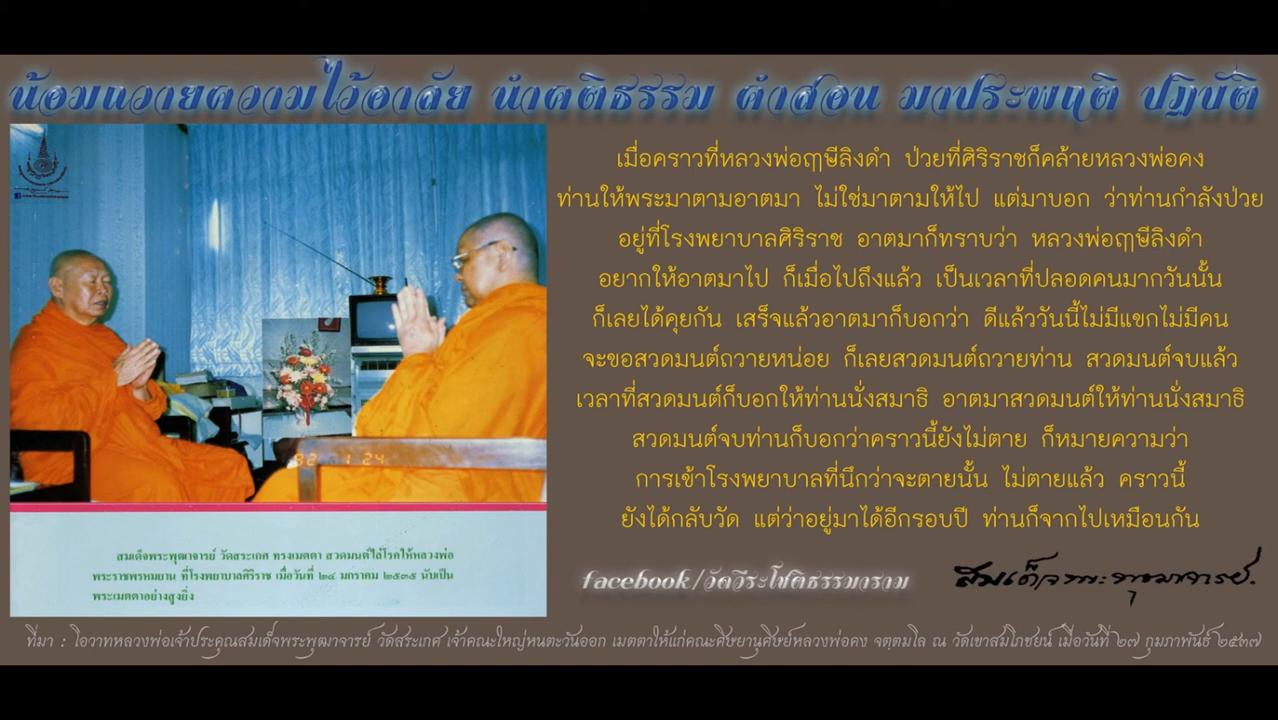 น้อมถวายความไว้อาลัย นำคติธรรม คำสอน มาประพฤติ ปฏิบัติ
เมื่อคราวที่หลวงพ่อฤๅษีลิงดำ ป่วยที่ศิริราชก็คล้ายหลวงพ่อคง
ท่านให้พระมาตามอาตมา ไม่ใช่มาตามให้ไป แต่มาบอก ว่าท่านกำลังป่วย
อยู่ที่โรงพยาบาลศิริราช อาตมาก็ทราบว่า หลวงพ่อฤๅษีลิงดำ
อยากให้อาตมาไป ก็เมื่อไปถึงแล้ว เป็นเวลาที่ปลอดคนมากวันนั้น
ก็เลยได้คุยกัน เสร็จแล้วอาตมาก็บอกว่า ดีแล้ววันนี้ไม่มีแขกไม่มีคน
จะขอสวดมนต์ถวายหน่อย ก็เลยสวดมนต์ถวายท่าน สวดมนต์จบแล้ว
เวลาที่สวดมนต์ก็บอกให้ท่านนั่งสมาธิ อาตมาสวดมนต์ให้ท่านนั่งสมาธิ
สวดมนต์จบท่านก็บอกว่าคราวนี้ยังไม่ตาย ก็หมายความว่า
การเข้าโรงพยาบาลที่นึกว่าจะตายนั้น ไม่ตายแล้ว คราวนี้
ยังได้กลับวัด แต่ว่าอยู่มาได้อีกรอบปี ท่านก็จากไปเหมือนกัน
92 1 24
สมเด็จพระพุฒาจารย์ วัดสระเกศ ทรงเมตตา สวดมนต์ไล่โรคให้หลวงพ่อ
พระราชพรหมยาน ที่โรงพยาบาลศิริราช เมื่อวันที่ ๒๔ มกราคม ๒๕๓๕ นับเป็น
พระเมตตาอย่างสูงยิ่ง
facebook/วัดวีระโชติธรรมาราม
สมเด็จพระพุฒาจารย์
ที่มา : โอวาทหลวงพ่อเจ้าประคุณสมเด็จพระพุฒาจารย์ วัดสระเกศ เจ้าคณะใหญ่หนตะวันออก เมตตาให้แก่คณะศิษยานุศิษย์หลวงพ่อคง จตฺตมโล ณ วัดเขาสมโภชยน์ เมื่อวันที่ ๒๗ กุมภาพันธ์ ๒๕๓๗